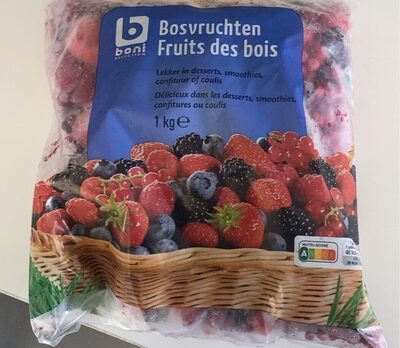 b
boni
SELECTION
Bosvruchten
Fruits des bois
Lekker in desserts, smoothies,
confituur of coulis
Délicieux dans les desserts, smoothies,
confitures ou coulis
1 kg e
NUTRI-SCORE
A